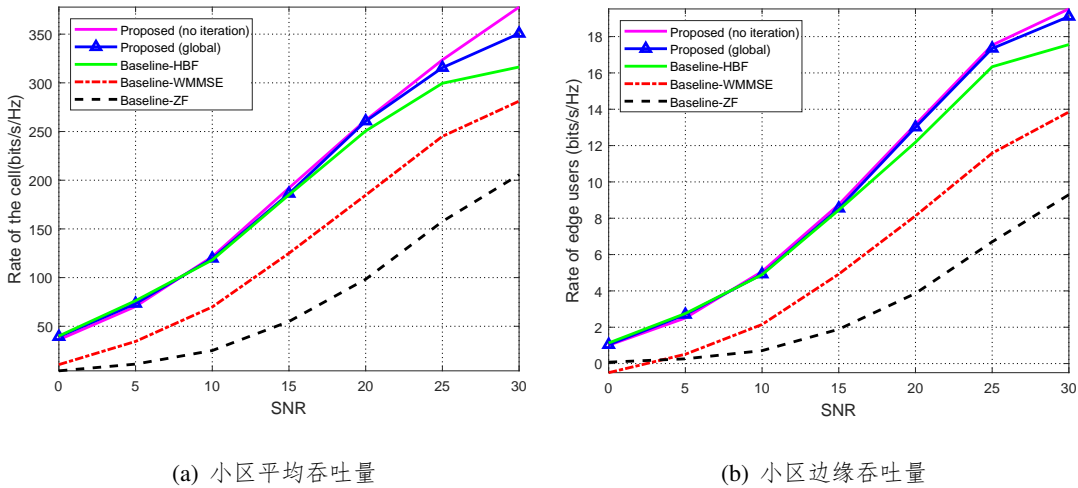 350
300
250
200
150
100
50
Rate of the cell(bits/s/Hz)
Proposed (no iteration)
Proposed (global)
Baseline-HBF
Baseline-WMMSE
Baseline-ZF
0 5 10 15 20 25 30
SNR
(a) 小区平均吞吐量
18
16
14
12
10
8
6
4
2
0
Rate of edge users (bits/s/Hz)
Proposed (no iteration)
Proposed (global)
Baseline-HBF
Baseline-WMMSE
Baseline-ZF
0 5 10 15 20 25 30
SNR
(b) 小区边缘吞吐量